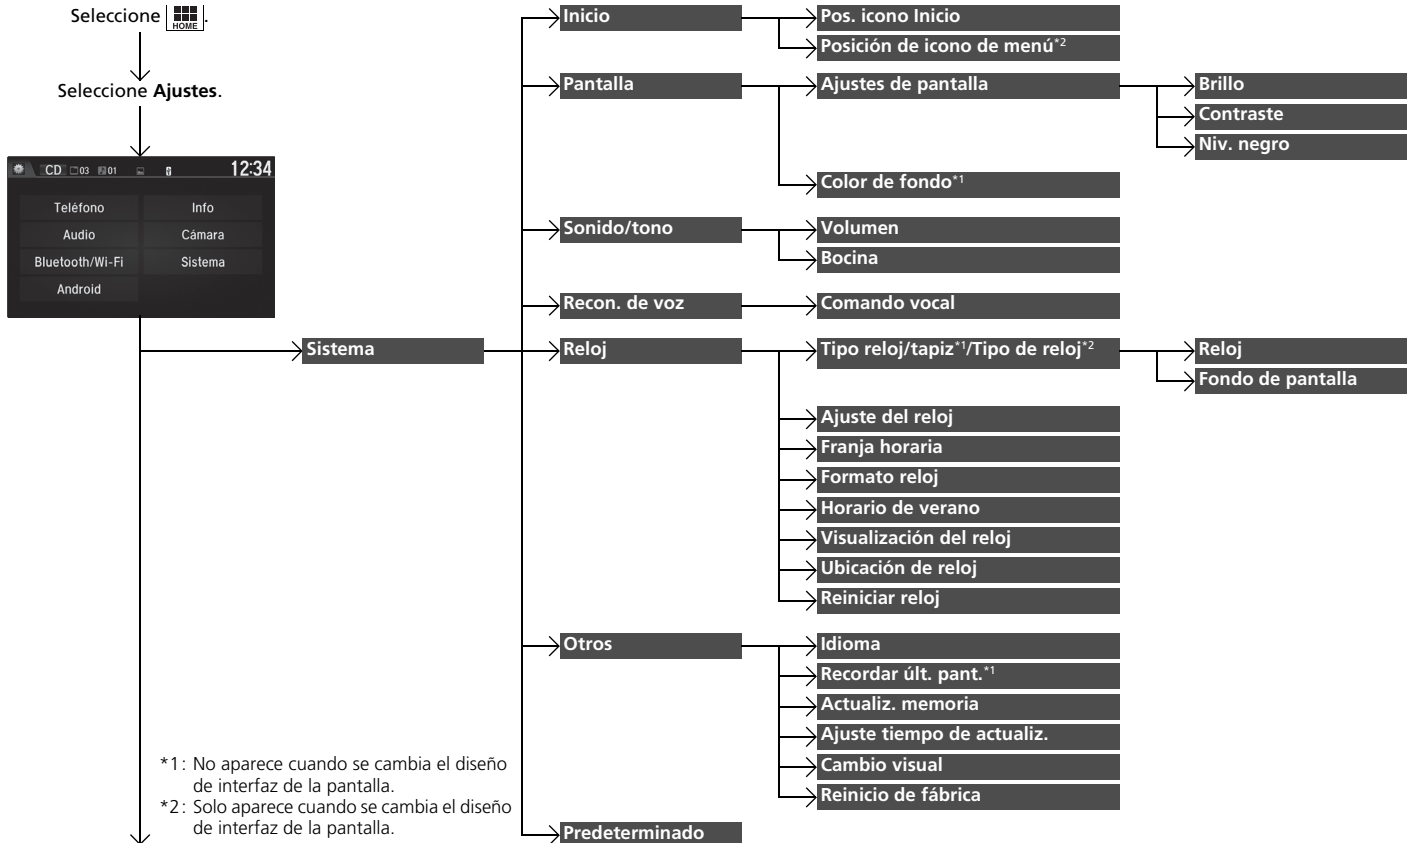 Seleccione HOME.
Seleccione Ajustes.
CD 03 01 12:34
Teléfono Info
Audio Cámara
Bluetooth/Wi-Fi Sistema
Android
Sistema
Inicio
Pos. icono Inicio
Posición de icono de menú*2
Pantalla
Ajustes de pantalla
Brillo
Contraste
Niv. negro
Color de fondo*1
Sonido/tono
Volumen
Bocina
Recon. de voz
Comando vocal
Reloj
Tipo reloj/tapiz*1/Tipo de reloj*2
Reloj
Fondo de pantalla
Ajuste del reloj
Franja horaria
Formato reloj
Horario de verano
Visualización del reloj
Ubicación de reloj
Reiniciar reloj
Otros
Idioma
Recordar últ. pant.*1
Actualiz. memoria
Ajuste tiempo de actualiz.
Cambio visual
Reinicio de fábrica
Predeterminado
*1: No aparece cuando se cambia el diseño
de interfaz de la pantalla.
*2: Solo aparece cuando se cambia el diseño
de interfaz de la pantalla.